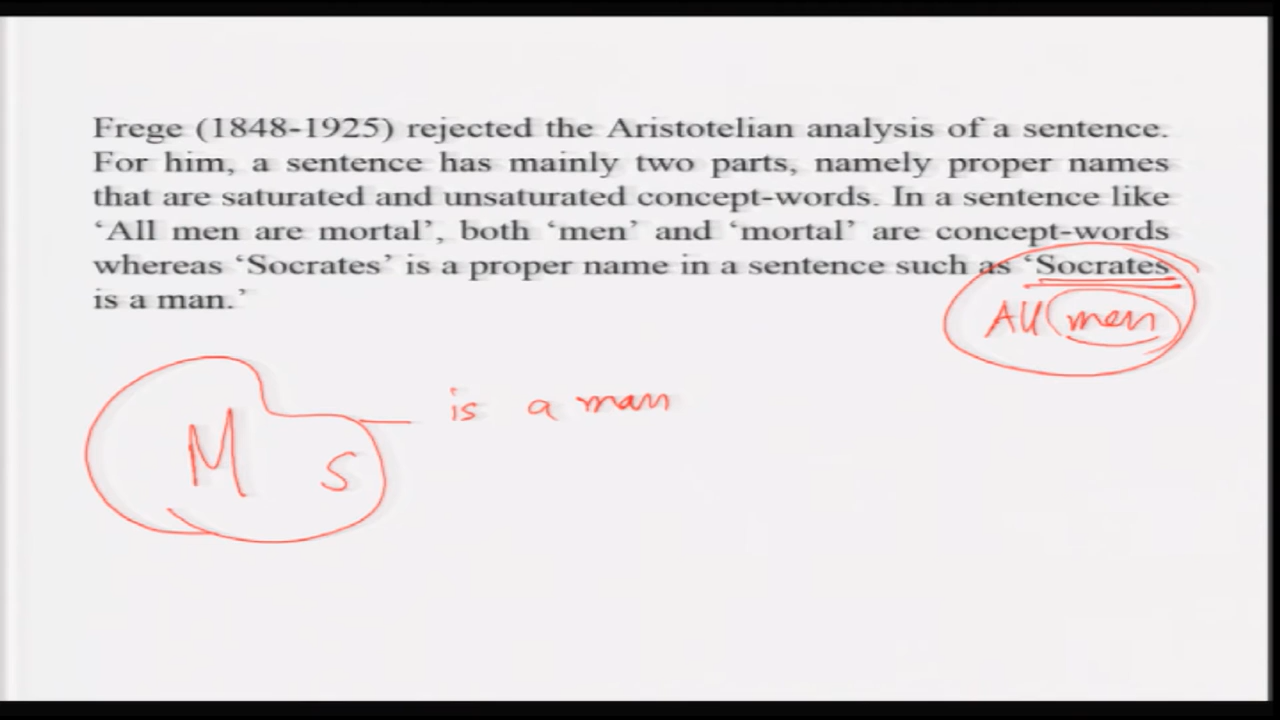 Frege (1848-1925) rejected the Aristotelian analysis of a sentence.
For him, a sentence has mainly two parts, namely proper names
that are saturated and unsaturated concept-words. In a sentence like
‘All men are mortal’, both ‘men’ and ‘mortal’ are concept-words
whereas ‘Socrates’ is a proper name in a sentence such as ‘Socrates
is a man.’
All men
is a man
M S